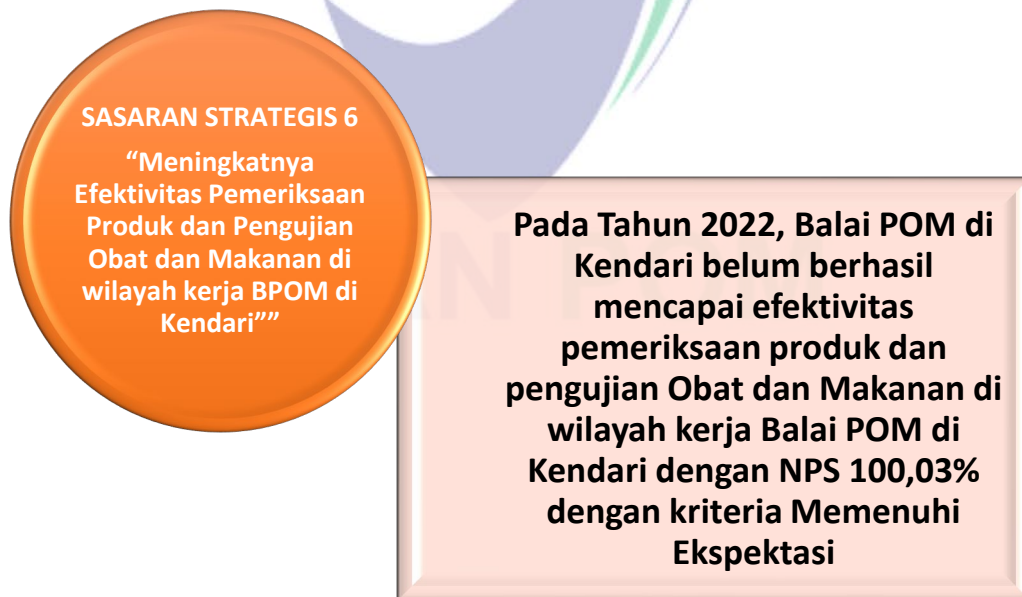 SASARAN STRATEGIS 6
“Meningkatnya
Efektivitas Pemeriksaan
Produk dan Pengujian
Obat dan Makanan di
wilayah kerja BPOM di
Kendari””
Pada Tahun 2022, Balai POM di
Kendari belum berhasil
mencapai efektivitas
pemeriksaan produk dan
pengujian Obat dan Makanan di
wilayah kerja Balai POM di
Kendari dengan NPS 100,03%
dengan kriteria Memenuhi
Ekspektasi